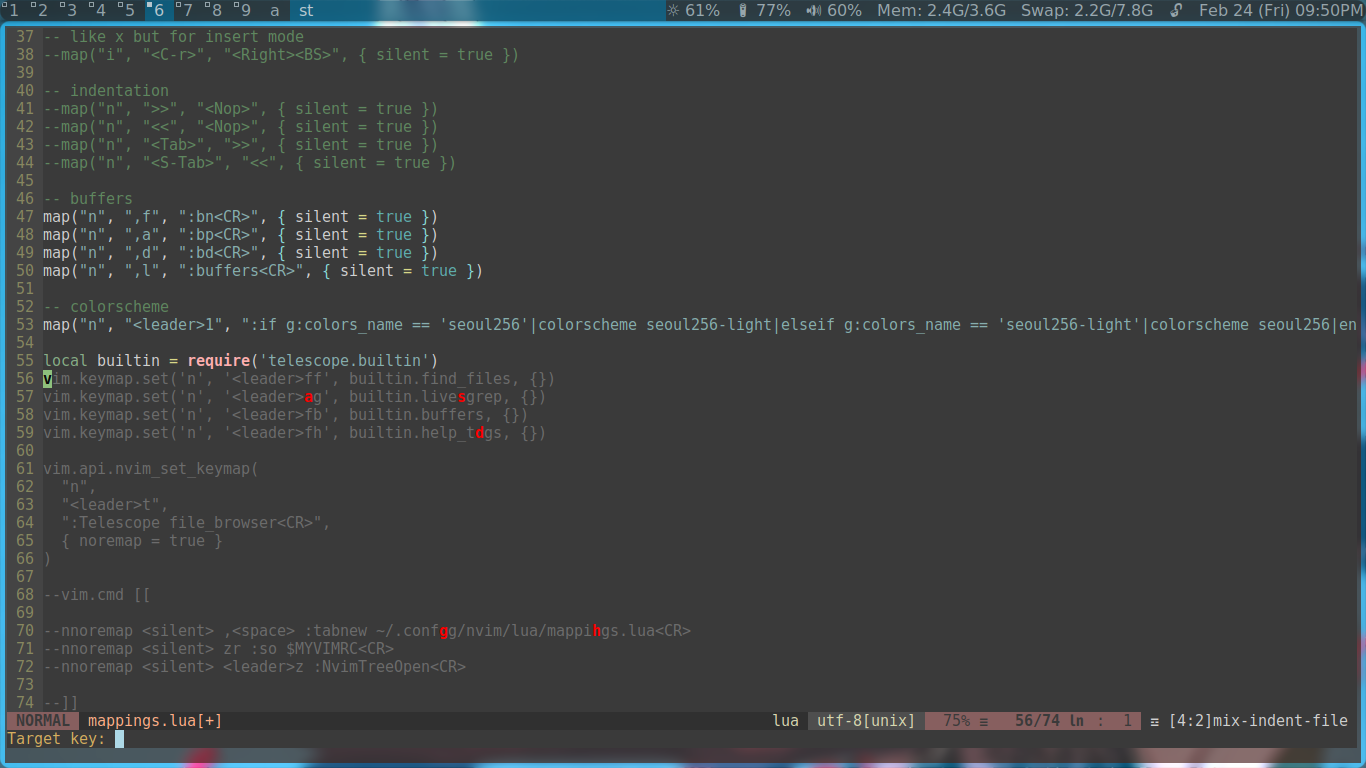 1 2 3 4 5 6 7 8 9 a st 61% 77% 60% Mem: 2.4G/3.6G Swap: 2.2G/7.8G Feb 24 (Fri) 09:50PM
37 -- like x but for insert mode
38 --map("i", "<C-r>", "<Right><BS>", { silent = true })
39
40 -- indentation
41 --map("n", ">>", "<Nop>", { silent = true })
42 --map("n", "<<", "<Nop>", { silent = true })
43 --map("n", "<Tab>", ">>", { silent = true })
44 --map("n", "<S-Tab>", "<<", { silent = true })
45
46 -- buffers
47 map("n", ",f", ":bn<CR>", { silent = true })
48 map("n", ",a", ":bp<CR>", { silent = true })
49 map("n", ",d", ":bd<CR>", { silent = true })
50 map("n", ",l", ":buffers<CR>", { silent = true })
51
52 -- colorscheme
53 map("n", "<leader>1", ":if g:colors_name == 'seoul256'|colorscheme seoul256-light|elseif g:colors_name == 'seoul256-light'|colorscheme seoul256|en
54
55 local builtin = require('telescope.builtin')
56 vim.keymap.set('n', '<leader>ff', builtin.find_files, {})
57 vim.keymap.set('n', '<leader>ag', builtin.livesgrep, {})
58 vim.keymap.set('n', '<leader>fb', builtin.buffers, {})
59 vim.keymap.set('n', '<leader>fh', builtin.help_tdgs, {})
60
61 vim.api.nvim_set_keymap(
62   "n",
63   "<leader>t",
64   ":Telescope file_browser<CR>",
65   { noremap = true }
66 )
67
68 --vim.cmd [[
69
70 --nnoremap <silent> ,<space> :tabnew ~/.confgg/nvim/lua/mappihgs.lua<CR>
71 --nnoremap <silent> zr :so $MYVIMRC<CR>
72 --nnoremap <silent> <leader>z :NvimTreeOpen<CR>
73
74 --]]
NORMAL mappings.lua[+] lua utf-8[unix] 75% ≡ 56/74 ln : 1 ☲ [4:2]mix-indent-file
Target key: